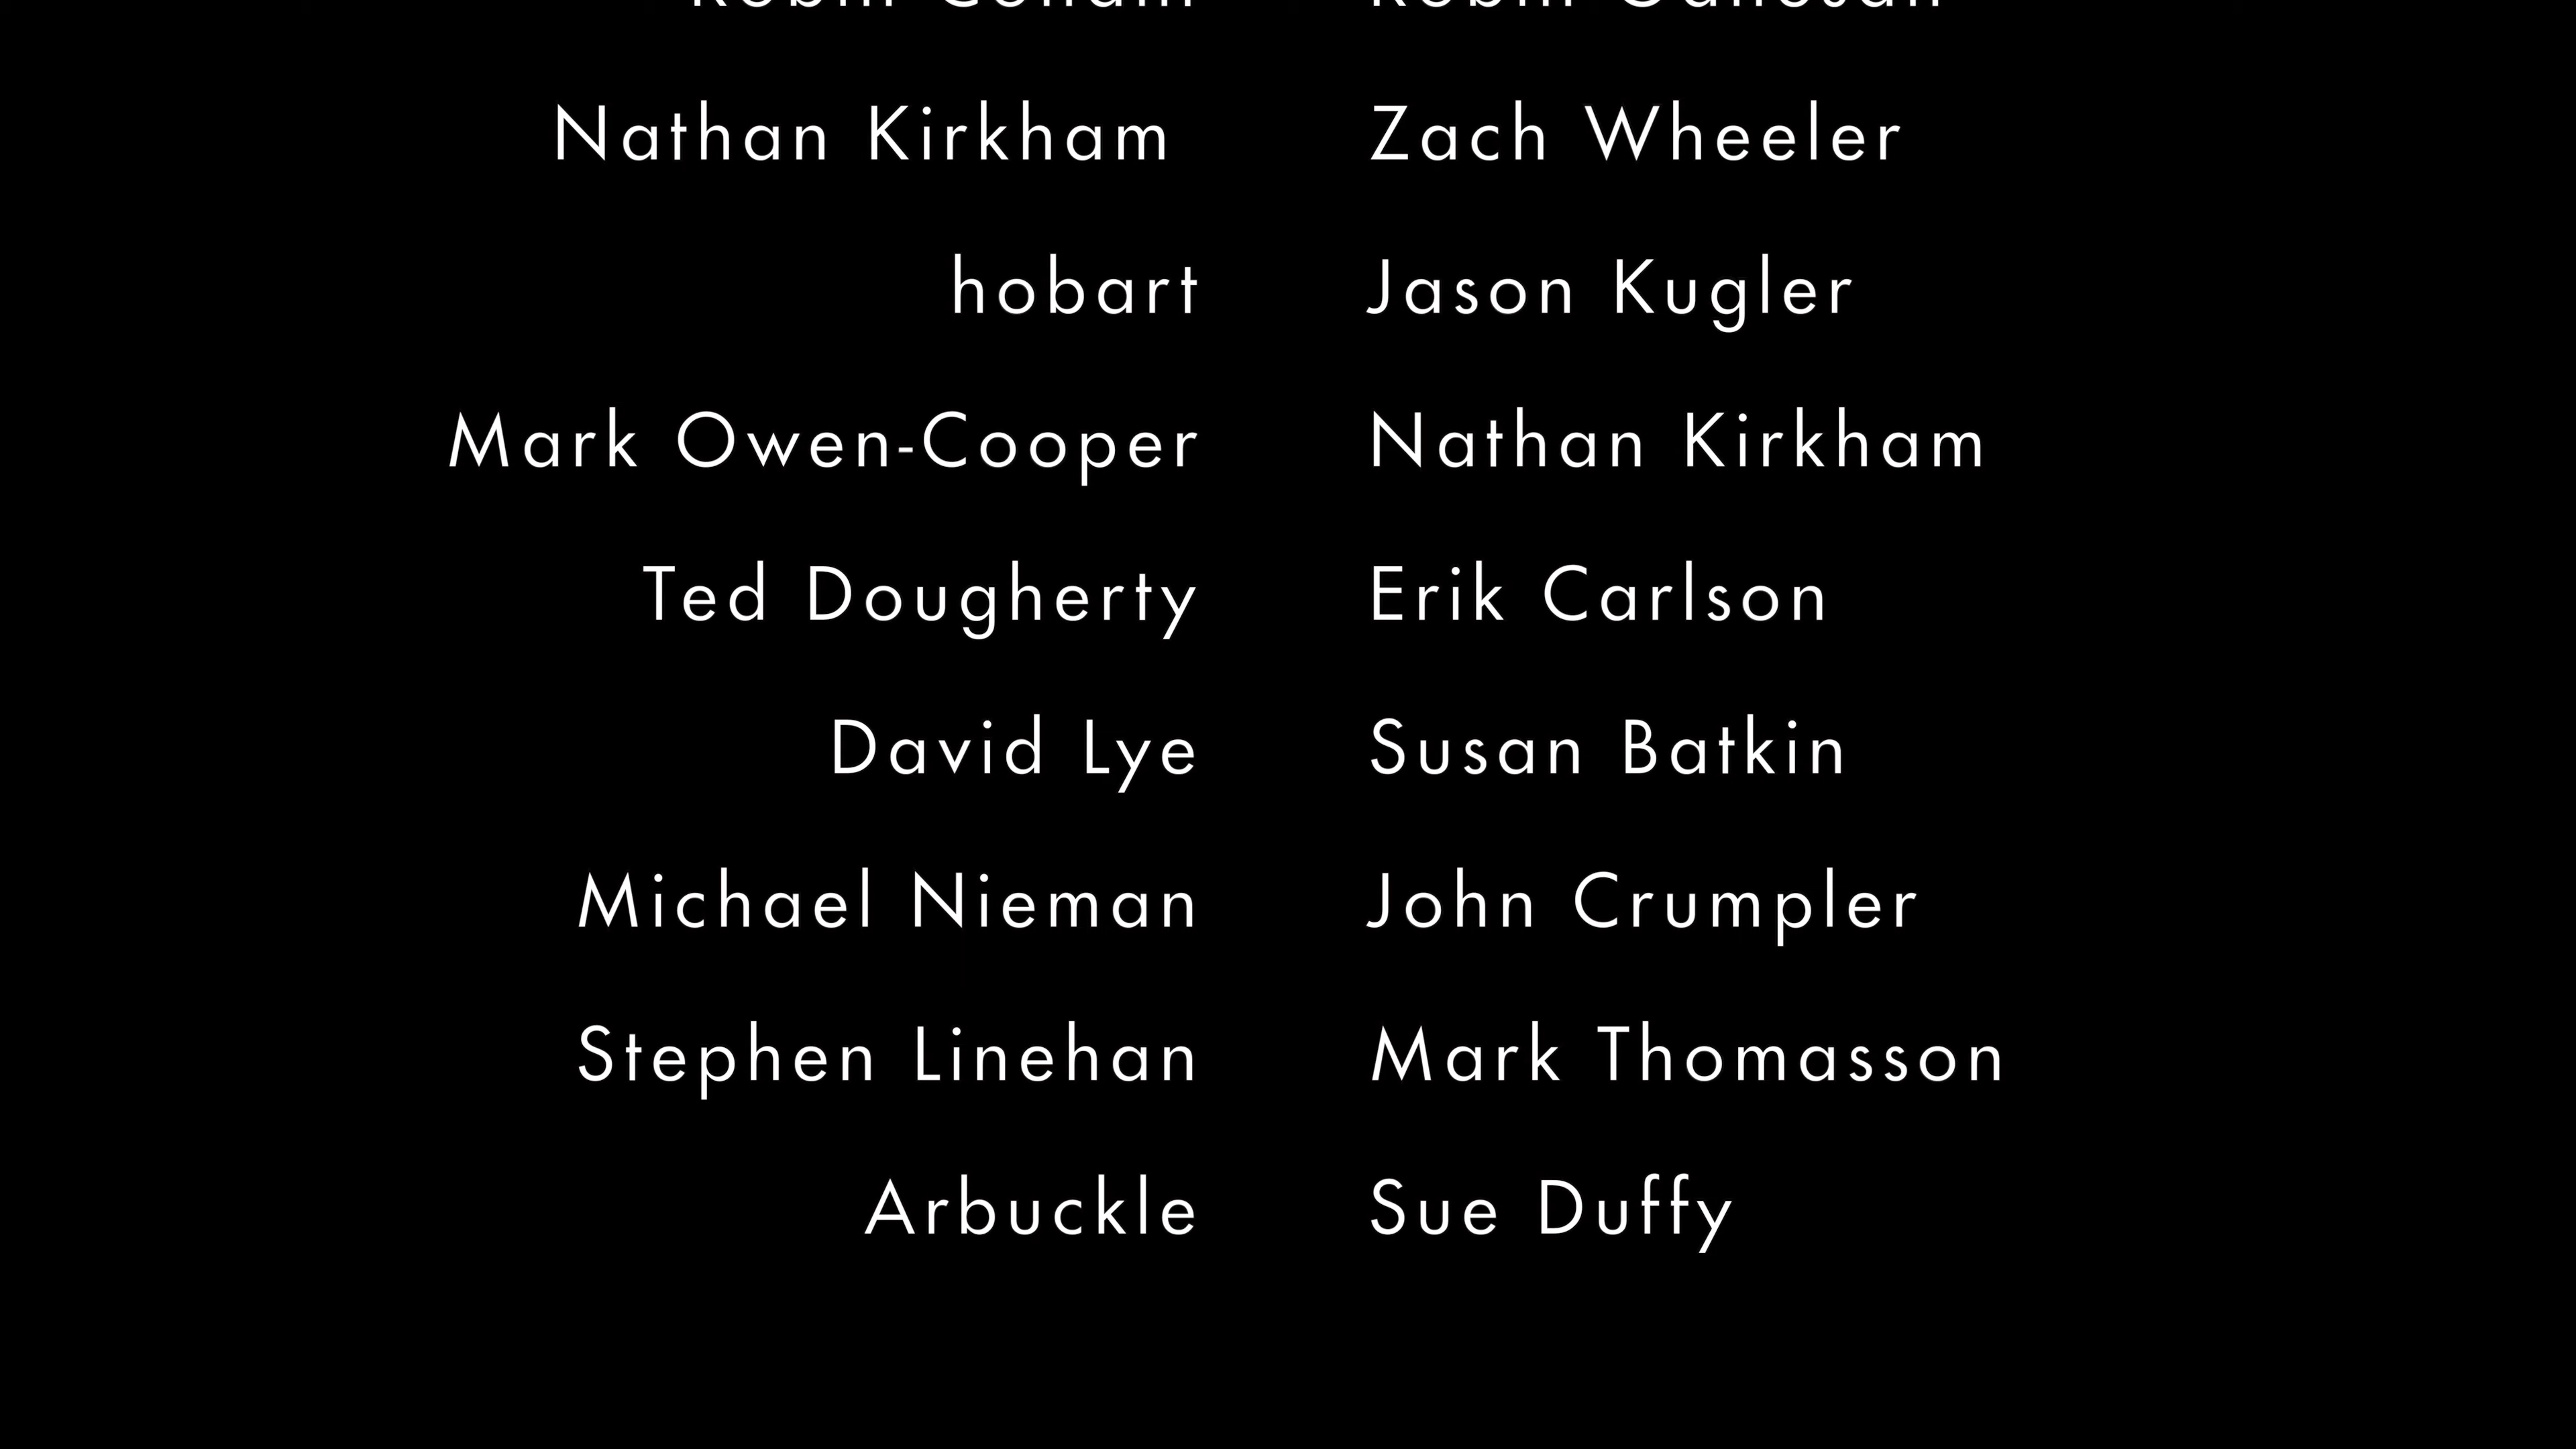 Nathan Kirkham Zach Wheeler
hobart Jason Kugler
Mark Owen-Cooper Nathan Kirkham
Ted Dougherty Erik Carlson
David Lye Susan Batkin
Michael Nieman John Crumpler
Stephen Linehan Mark Thomasson
Arbuckle Sue Duffy